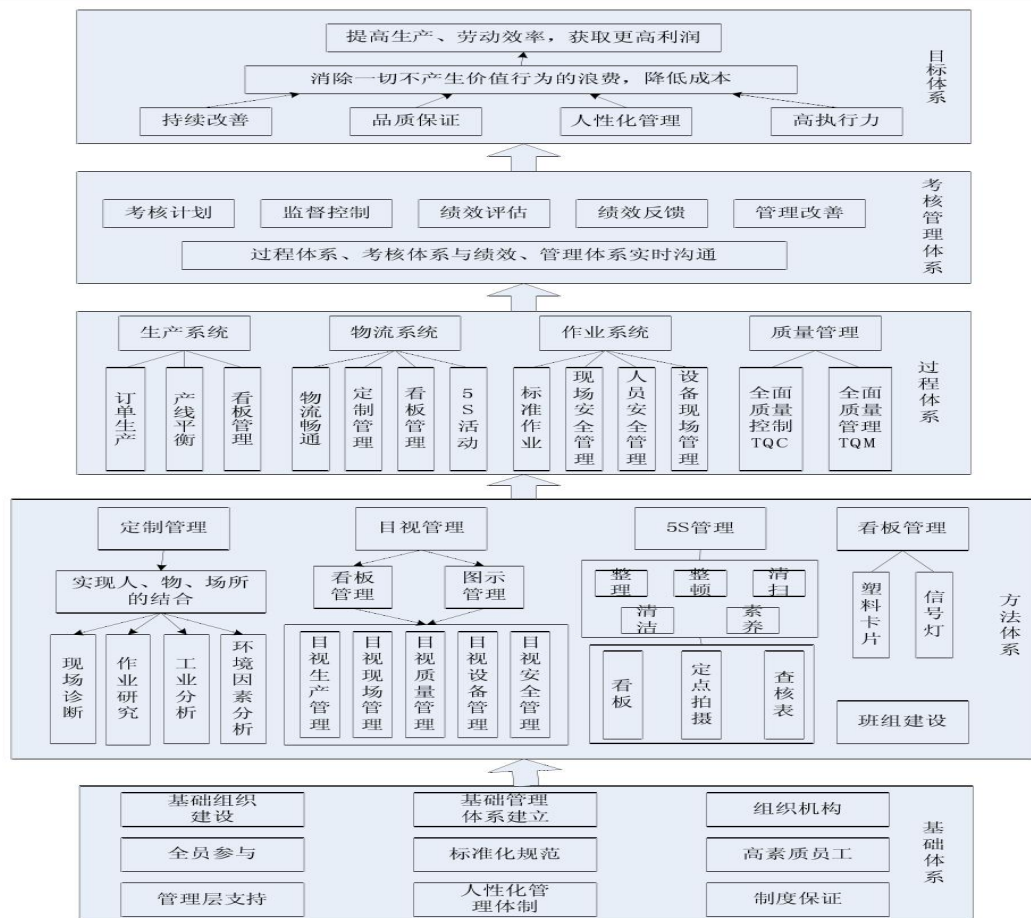 提高生产、劳动效率，获取更高利润
消除一切不产生价值行为的浪费，降低成本
持续改善
品质保证
人性化管理
高执行力
目标体系
考核计划
监督控制
绩效评估
绩效反馈
管理改善
过程体系、考核体系与绩效、管理体系实时沟通
考核管理体系
生产系统
物流系统
作业系统
质量管理
订单生产
产线平衡
看板管理
物流畅通
定制管理
看板管理
5S活动
标准作业
现场安全管理
人员安全管理
设备现场管理
全面
质量
控制
TQC
全面
质量
管理
TQM
过程体系
定制管理
目视管理
5S管理
看板管理
实现人、物、场所
的结合
看板
管理
图示
管理
整理
整顿
清扫
清洁
素养
塑料卡片
信号灯
现场诊断
作业研究
工业分析
环境因素分析
目视生产管理
目视现场管理
目视质量管理
目视设备管理
目视安全管理
看板
定点拍摄
查核表
班组建设
方法体系
基础组织
建设
基础管理
体系建立
组织机构
全员参与
标准化规范
高素质员工
管理层支持
人性化管
理体制
制度保证
基础体系